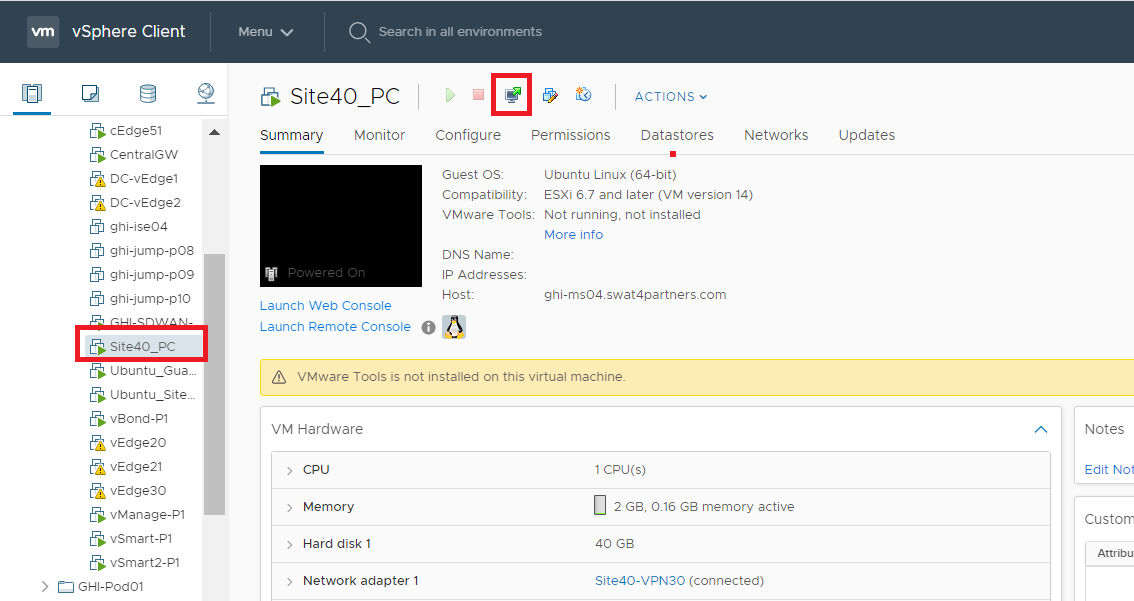 vm vSphere Client Menu Search in all environments
Site40_PC ACTIONS
Summary Monitor Configure Permissions Datastores Networks Updates
cEdge51
CentralGW
DC-vEdge1
DC-vEdge2
ghi-ise04
ghi-jump-p08
ghi-jump-p09
ghi-jump-p10
GHI-SDWAN-
Site40_PC
Ubuntu_Gua...
Ubuntu_Site...
vBond-P1
vEdge20
vEdge21
vEdge30
vManage-P1
vSmart-P1
vSmart2-P1
GHI-Pod01
Powered On
Launch Web Console
Launch Remote Console
Guest OS: Ubuntu Linux (64-bit)
Compatibility: ESXi 6.7 and later (VM version 14)
VMware Tools: Not running, not installed
More info
DNS Name:
IP Addresses:
Host: ghi-ms04.swat4partners.com
VMware Tools is not installed on this virtual machine.
VM Hardware
CPU 1 CPU(s)
Memory 2 GB, 0.16 GB memory active
Hard disk 1 40 GB
Network adapter 1 Site40-VPN30 (connected)
Notes
Edit Not
Custom
Attribu